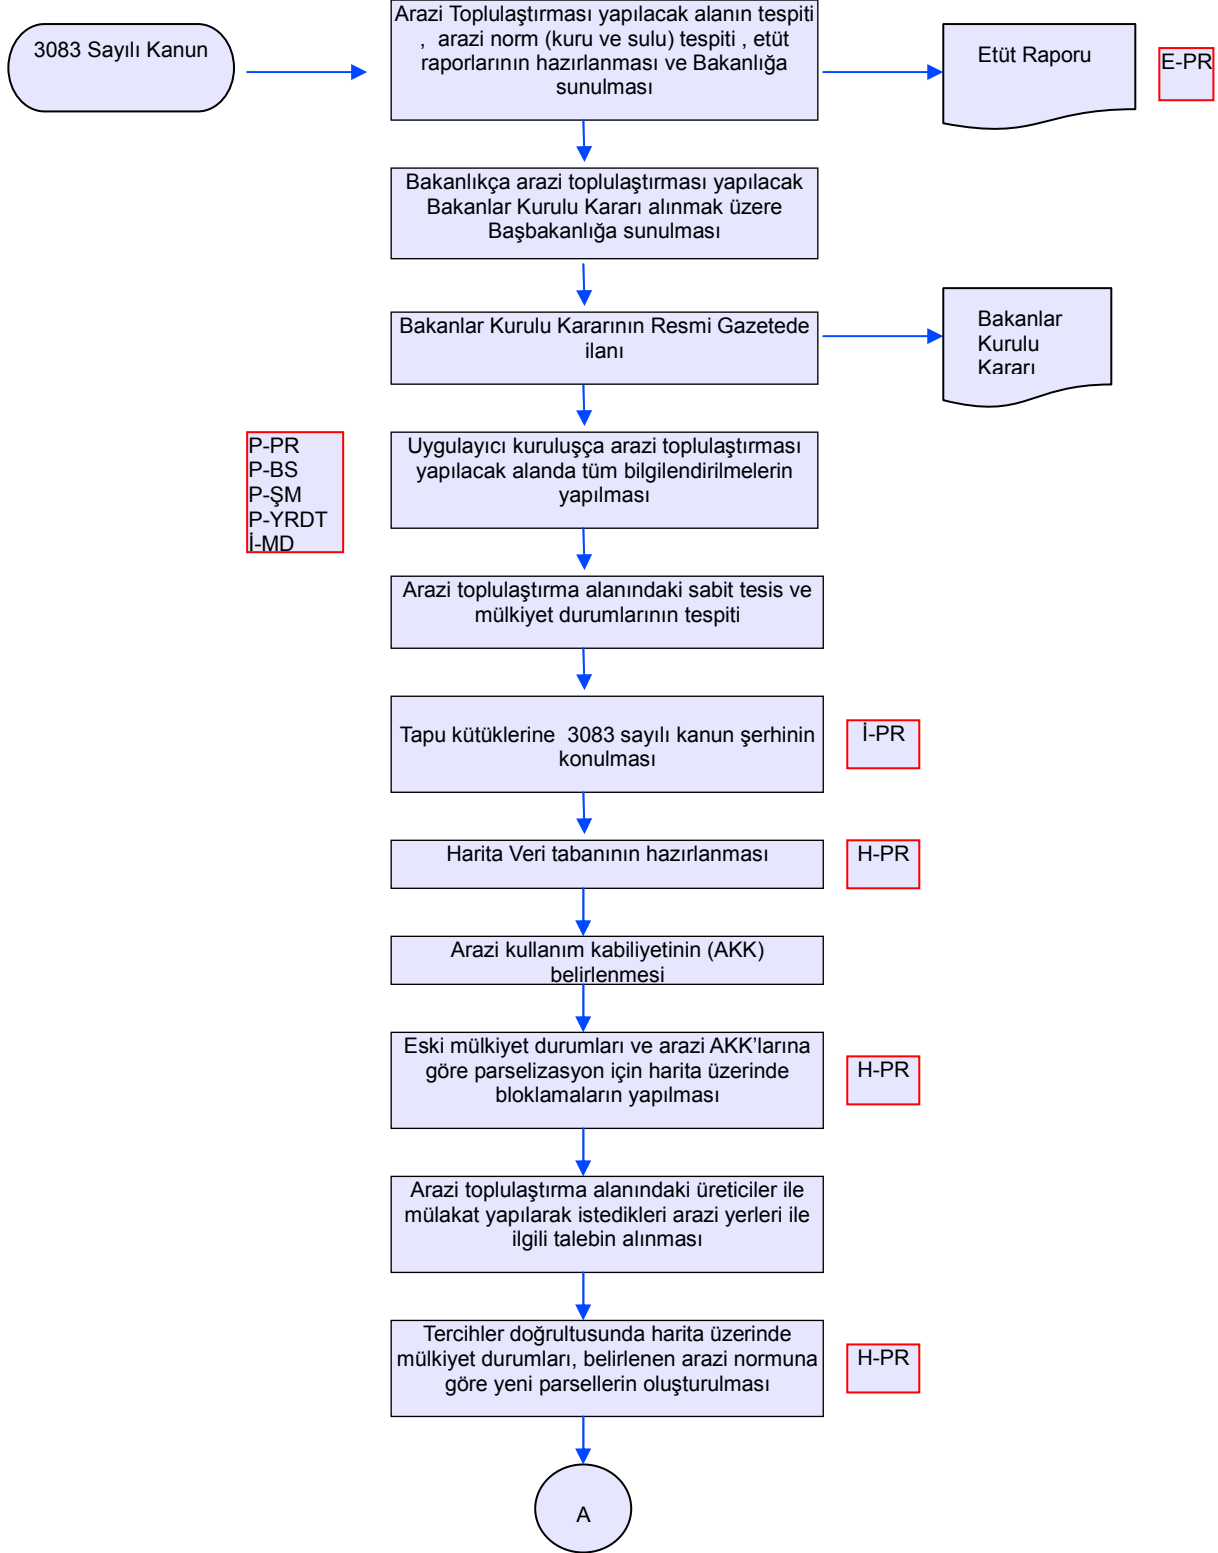 3083 Sayılı Kanun
Arazi Toplulaştırması yapılacak alanın tespiti
, arazi norm (kuru ve sulu) tespiti , etüt
raporlarının hazırlanması ve Bakanlığa
sunulması
Etüt Raporu
E-PR
Bakanlıkça arazi toplulaştırması yapılacak
Bakanlar Kurulu Kararı alınmak üzere
Başbakanlığa sunulması
Bakanlar Kurulu Kararının Resmi Gazetede
ilanı
Bakanlar
Kurulu
Kararı
P-PR
P-BS
P-ŞM
P-YRDT
İ-MD
Uygulayıcı kuruluşça arazi toplulaştırması
yapılacak alanda tüm bilgilendirilmelerin
yapılması
Arazi toplulaştırma alanındaki sabit tesis ve
mülkiyet durumlarının tespiti
Tapu kütüklerine 3083 sayılı kanun şerhinin
konulması
İ-PR
Harita Veri tabanının hazırlanması
H-PR
Arazi kullanım kabiliyetinin (AKK)
belirlenmesi
Eski mülkiyet durumları ve arazi AKK’larına
göre parselizasyon için harita üzerinde
bloklamaların yapılması
H-PR
Arazi toplulaştırma alanındaki üreticiler ile
mülakat yapılarak istedikleri arazi yerleri ile
ilgili talebin alınması
Tercihler doğrultusunda harita üzerinde
mülkiyet durumları, belirlenen arazi normuna
göre yeni parsellerin oluşturulması
H-PR
A